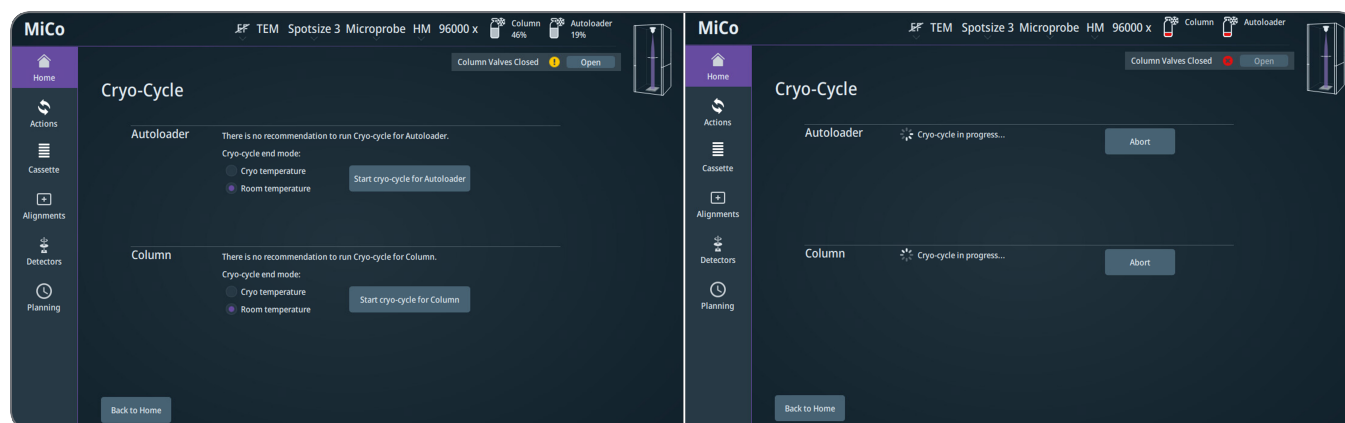 MiCo
EF TEM Spotsize 3 Microprobe HM 96000 x Column 46% Autoloader 19%
Column Valves Closed ! Open
Home
Actions
Cassette
Alignments
Detectors
Planning
Cryo-Cycle
Autoloader
There is no recommendation to run Cryo-cycle for Autoloader.
Cryo-cycle end mode:
Cryo temperature
Room temperature
Start cryo-cycle for Autoloader
Column
There is no recommendation to run Cryo-cycle for Column.
Cryo-cycle end mode:
Cryo temperature
Room temperature
Start cryo-cycle for Column
Back to Home
MiCo
EF TEM Spotsize 3 Microprobe HM 96000 x Column Autoloader
Column Valves Closed Open
Home
Actions
Cassette
Alignments
Detectors
Planning
Cryo-Cycle
Autoloader
Cryo-cycle in progress...
Abort
Column
Cryo-cycle in progress...
Abort
Back to Home